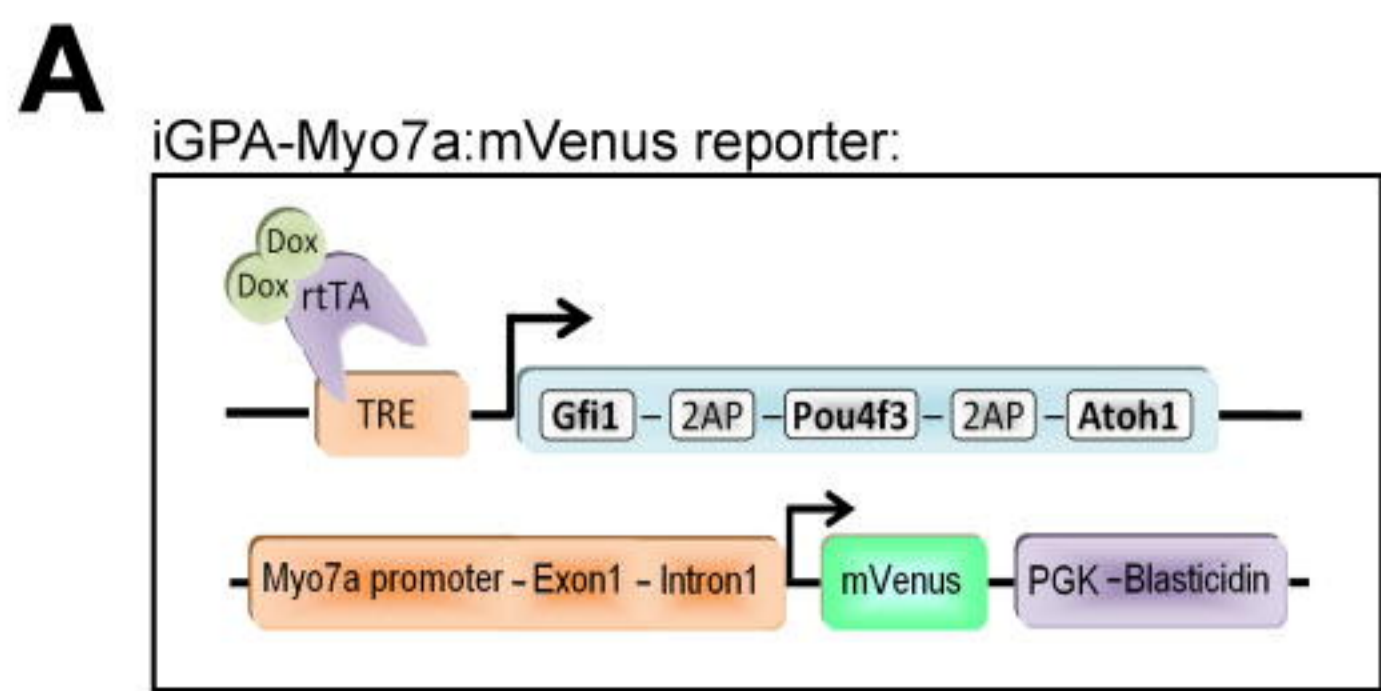 A
iGPA-Myo7a:mVenus reporter:
Dox
Dox rtTA
TRE
Gfi1 – 2AP – Pou4f3 – 2AP – Atoh1
Myo7a promoter – Exon1 – Intron1
mVenus
PGK –Blasticidin